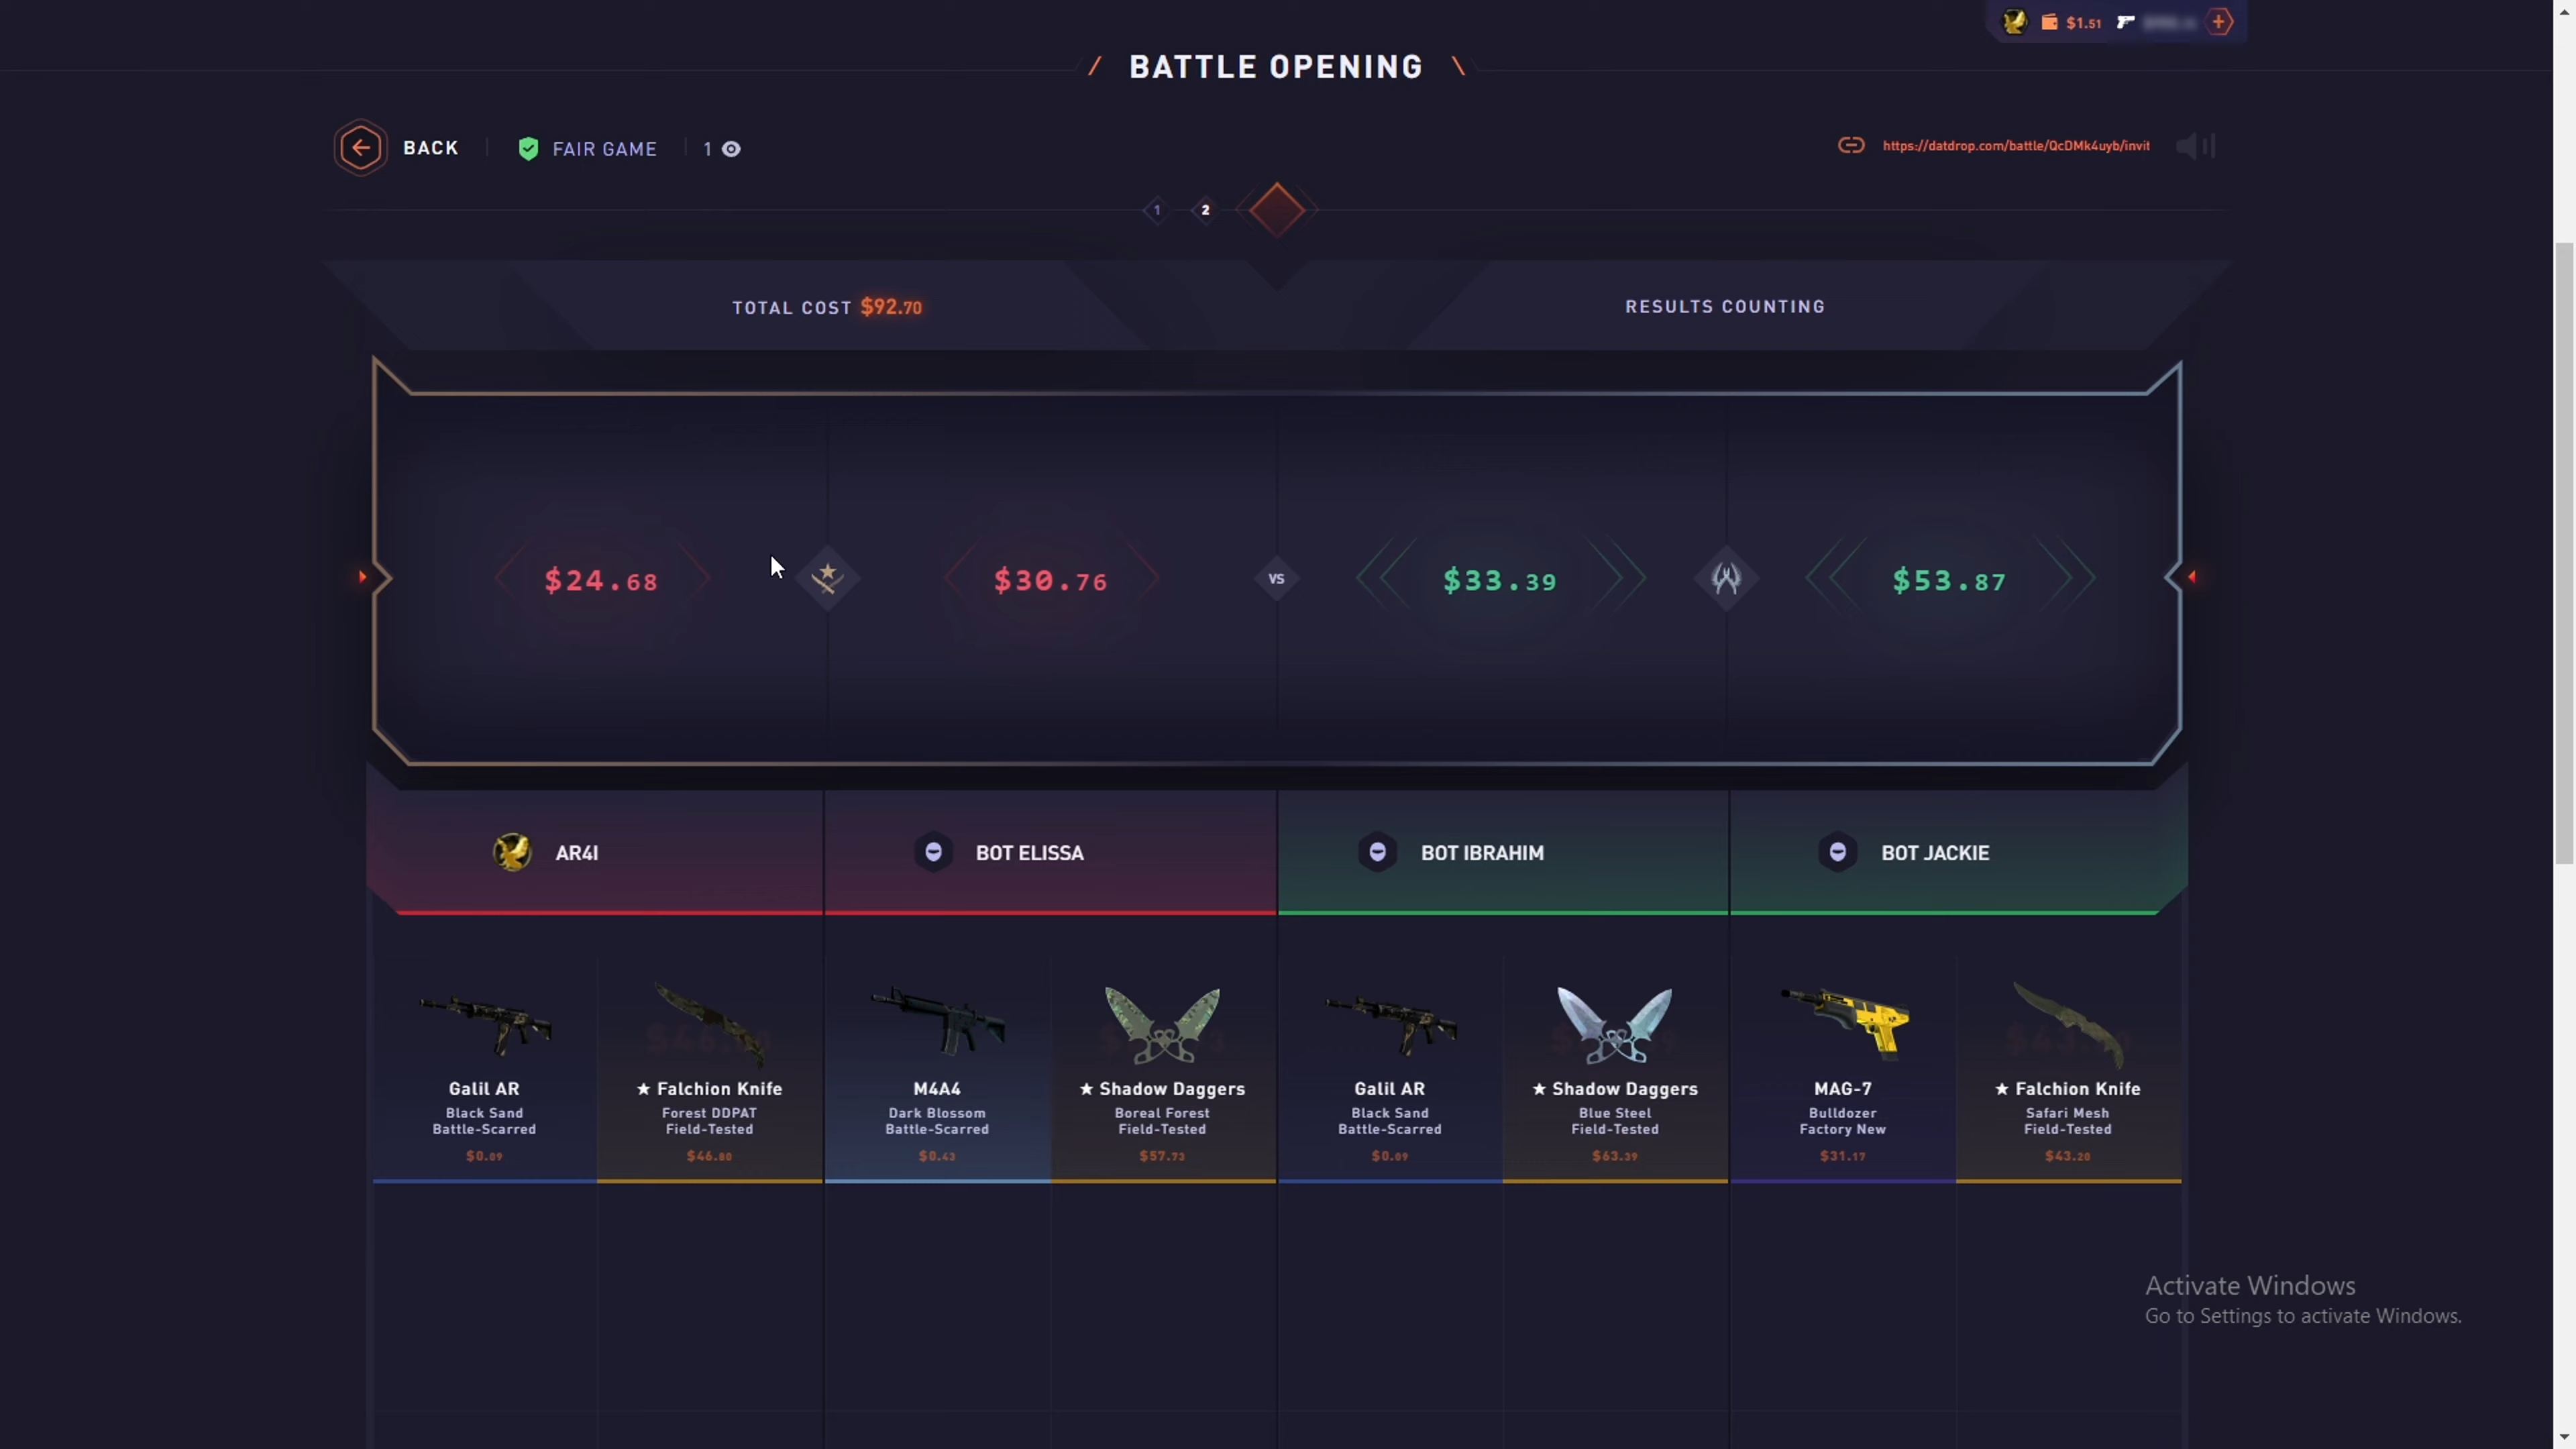 $1.51
/ BATTLE OPENING \
BACK
FAIR GAME
1
https://datdrop.com/battle/QcDMk4uyb/invit
1
2
TOTAL COST $92.70
RESULTS COUNTING
$24.68
$30.76
VS
$33.39
$53.87
AR4I
BOT ELISSA
BOT IBRAHIM
BOT JACKIE
Galil AR
Black Sand
Battle-Scarred
$0.09
★ Falchion Knife
Forest DDPAT
Field-Tested
$46.80
M4A4
Dark Blossom
Battle-Scarred
$0.43
★ Shadow Daggers
Boreal Forest
Field-Tested
$57.73
Galil AR
Black Sand
Battle-Scarred
$0.09
★ Shadow Daggers
Blue Steel
Field-Tested
$63.39
MAG-7
Bulldozer
Factory New
$31.17
★ Falchion Knife
Safari Mesh
Field-Tested
$43.20
Activate Windows
Go to Settings to activate Windows.